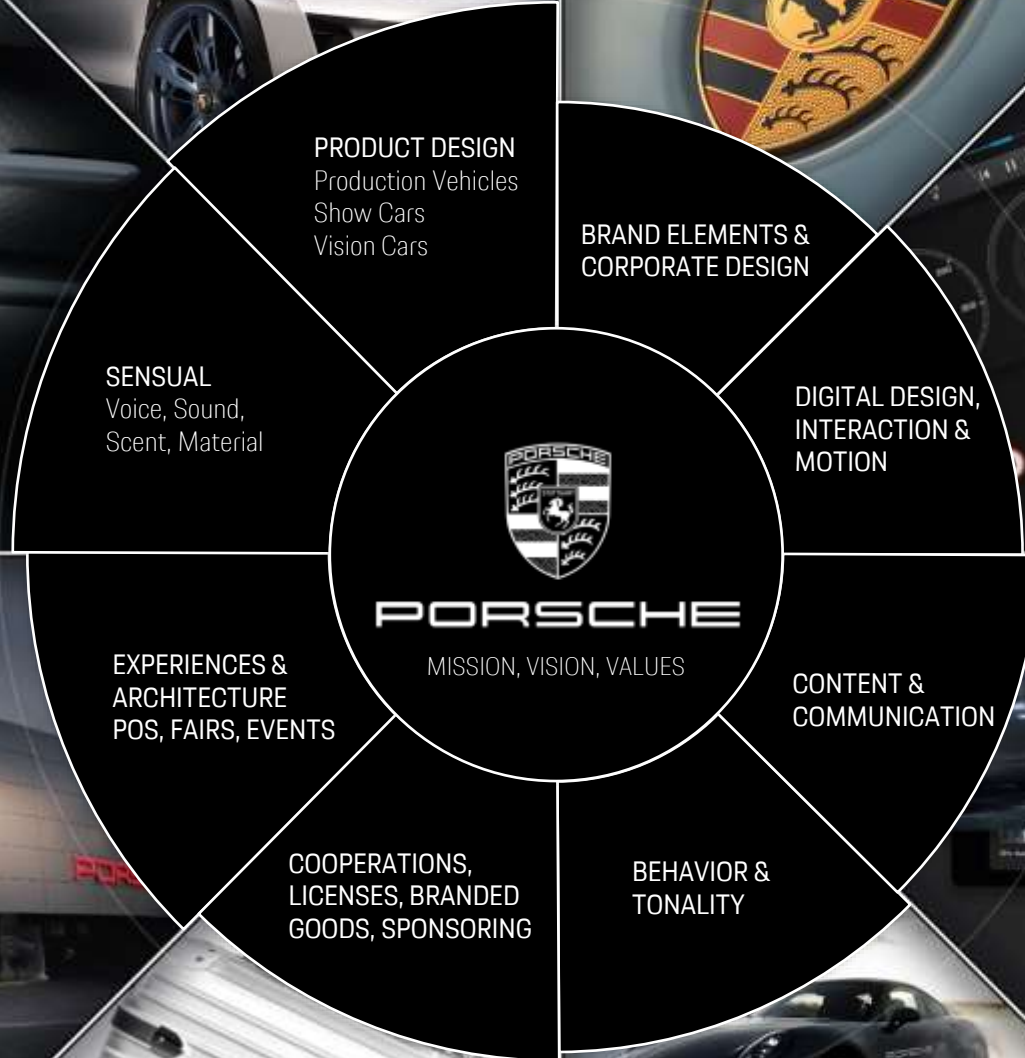 PRODUCT DESIGN
Production Vehicles
Show Cars
Vision Cars
BRAND ELEMENTS &
CORPORATE DESIGN
DIGITAL DESIGN,
INTERACTION &
MOTION
CONTENT &
COMMUNICATION
BEHAVIOR &
TONALITY
COOPERATIONS,
LICENSES, BRANDED
GOODS, SPONSORING
EXPERIENCES &
ARCHITECTURE
POS, FAIRS, EVENTS
SENSUAL
Voice, Sound,
Scent, Material
PORSCHE
PORSCHE
MISSION, VISION, VALUES